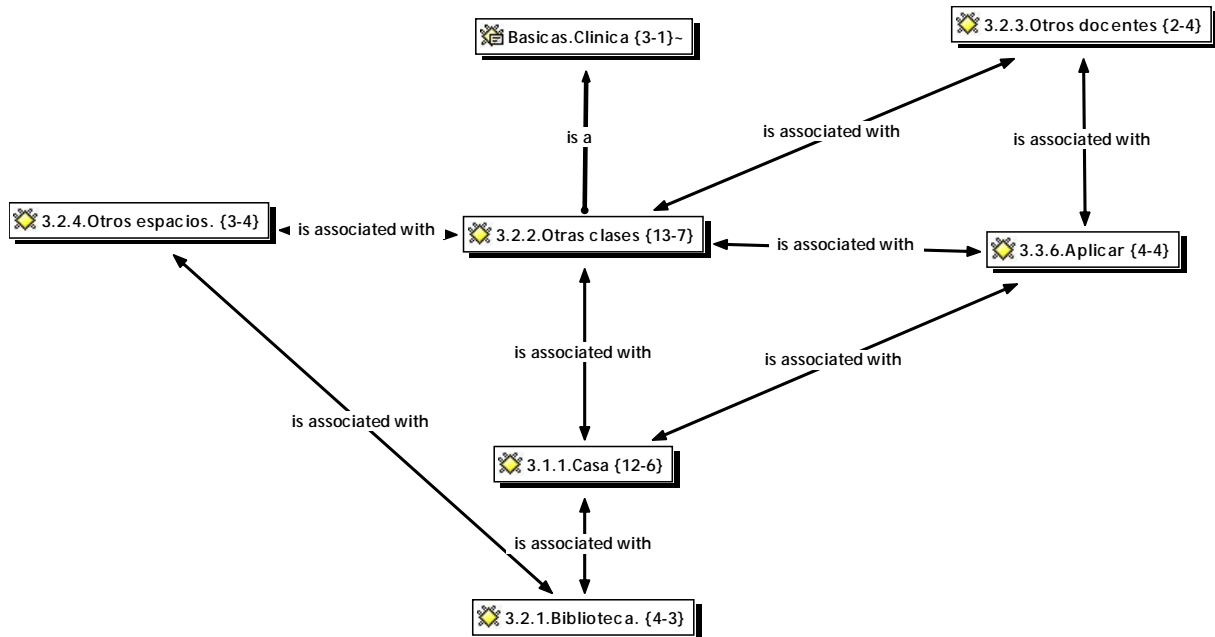 Basicas.Clinica {3-1}~
3.2.3.Otros docentes {2-4}
is associated with
is a
is associated with
3.2.4.Otros espacios. {3-4}
is associated with
3.2.2.Otras clases {13-7}
is associated with
3.3.6.Aplicar {4-4}
is associated with
is associated with
is associated with
3.1.1.Casa {12-6}
is associated with
3.2.1.Biblioteca. {4-3}